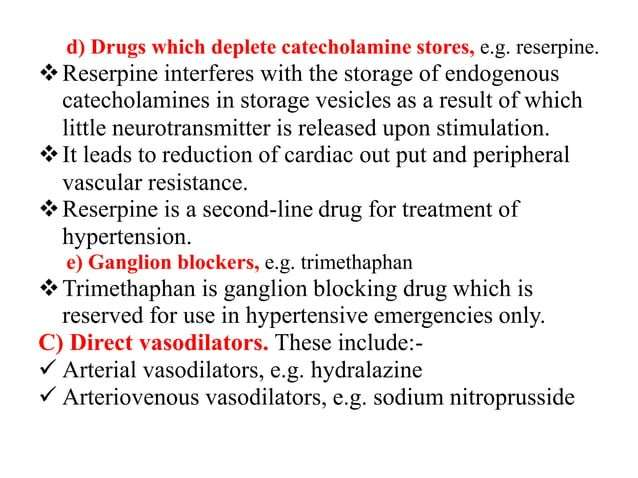 d) Drugs which deplete catecholamine stores, e.g. reserpine.
❖Reserpine interferes with the storage of endogenous
catecholamines in storage vesicles as a result of which
little neurotransmitter is released upon stimulation.
❖It leads to reduction of cardiac out put and peripheral
vascular resistance.
❖Reserpine is a second-line drug for treatment of
hypertension.
e) Ganglion blockers, e.g. trimethaphan
❖Trimethaphan is ganglion blocking drug which is
reserved for use in hypertensive emergencies only.
C) Direct vasodilators. These include:-
✓ Arterial vasodilators, e.g. hydralazine
✓ Arteriovenous vasodilators, e.g. sodium nitroprusside